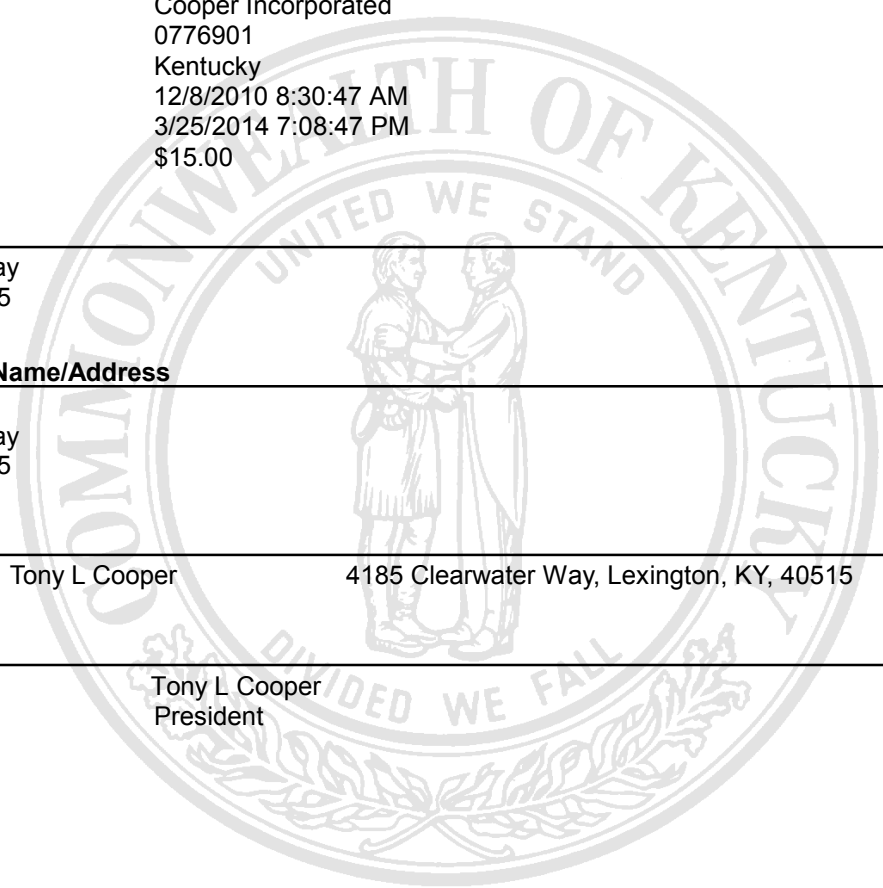 Cooper Incorporated
0776901
Kentucky
12/8/2010 8:30:47 AM
3/25/2014 7:08:47 PM
$15.00
ay
5
Name/Address
ay
5
Tony L Cooper 4185 Clearwater Way, Lexington, KY, 40515
Tony L Cooper
President
COMMONWEALTH OF KENTUCKY
UNITED WE STAND
DIVIDED WE FALL